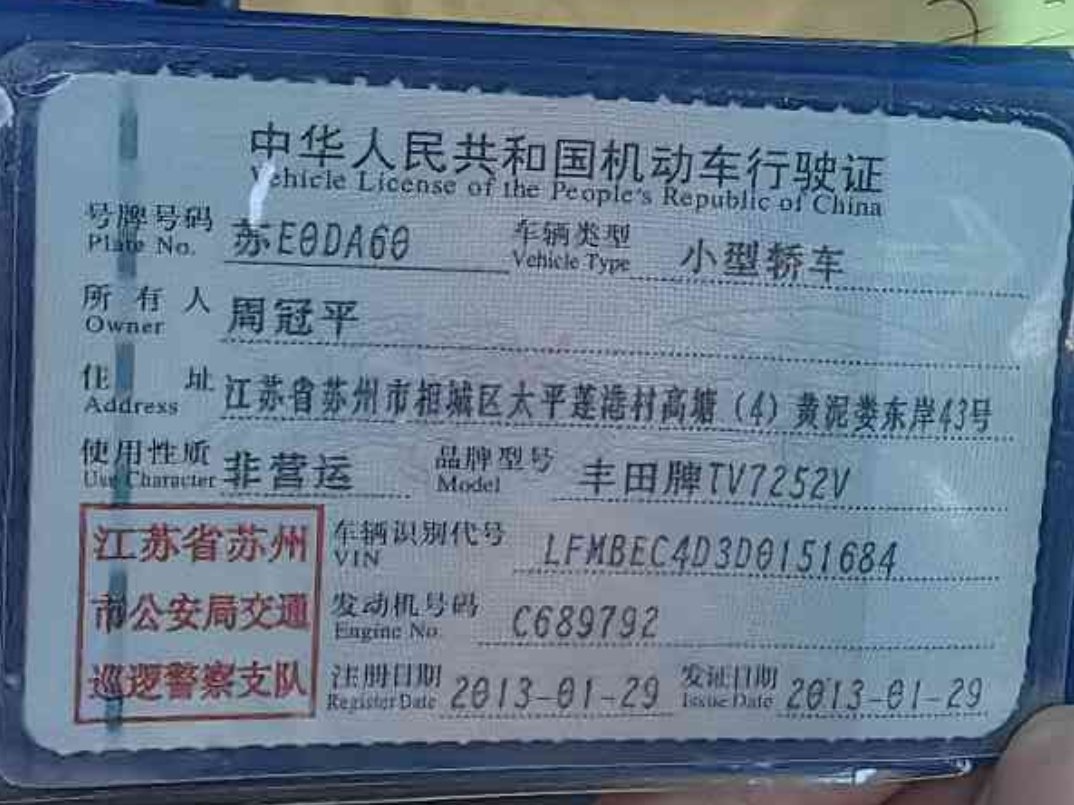 中华人民共和国机动车行驶证
Vehicle License of the People's Republic of China
号牌号码 苏E0DA60 车辆类型 小型轿车
Plate No. Vehicle Type
所有人 周冠平
Owner
住址 江苏省苏州市相城区太平莲港村高塘(4)黄泥娄东岸43号
Address
使用性质 非营运 品牌型号 丰田牌TV7252V
Use Character Model
江苏省苏州 车辆识别代号 LFMBEC4D3D0151684
VIN
市公安局交通 发动机号码 C689792
Engine No.
巡逻警察支队 注册日期 2013-01-29 发证日期 2013-01-29
Register Date Issue Date